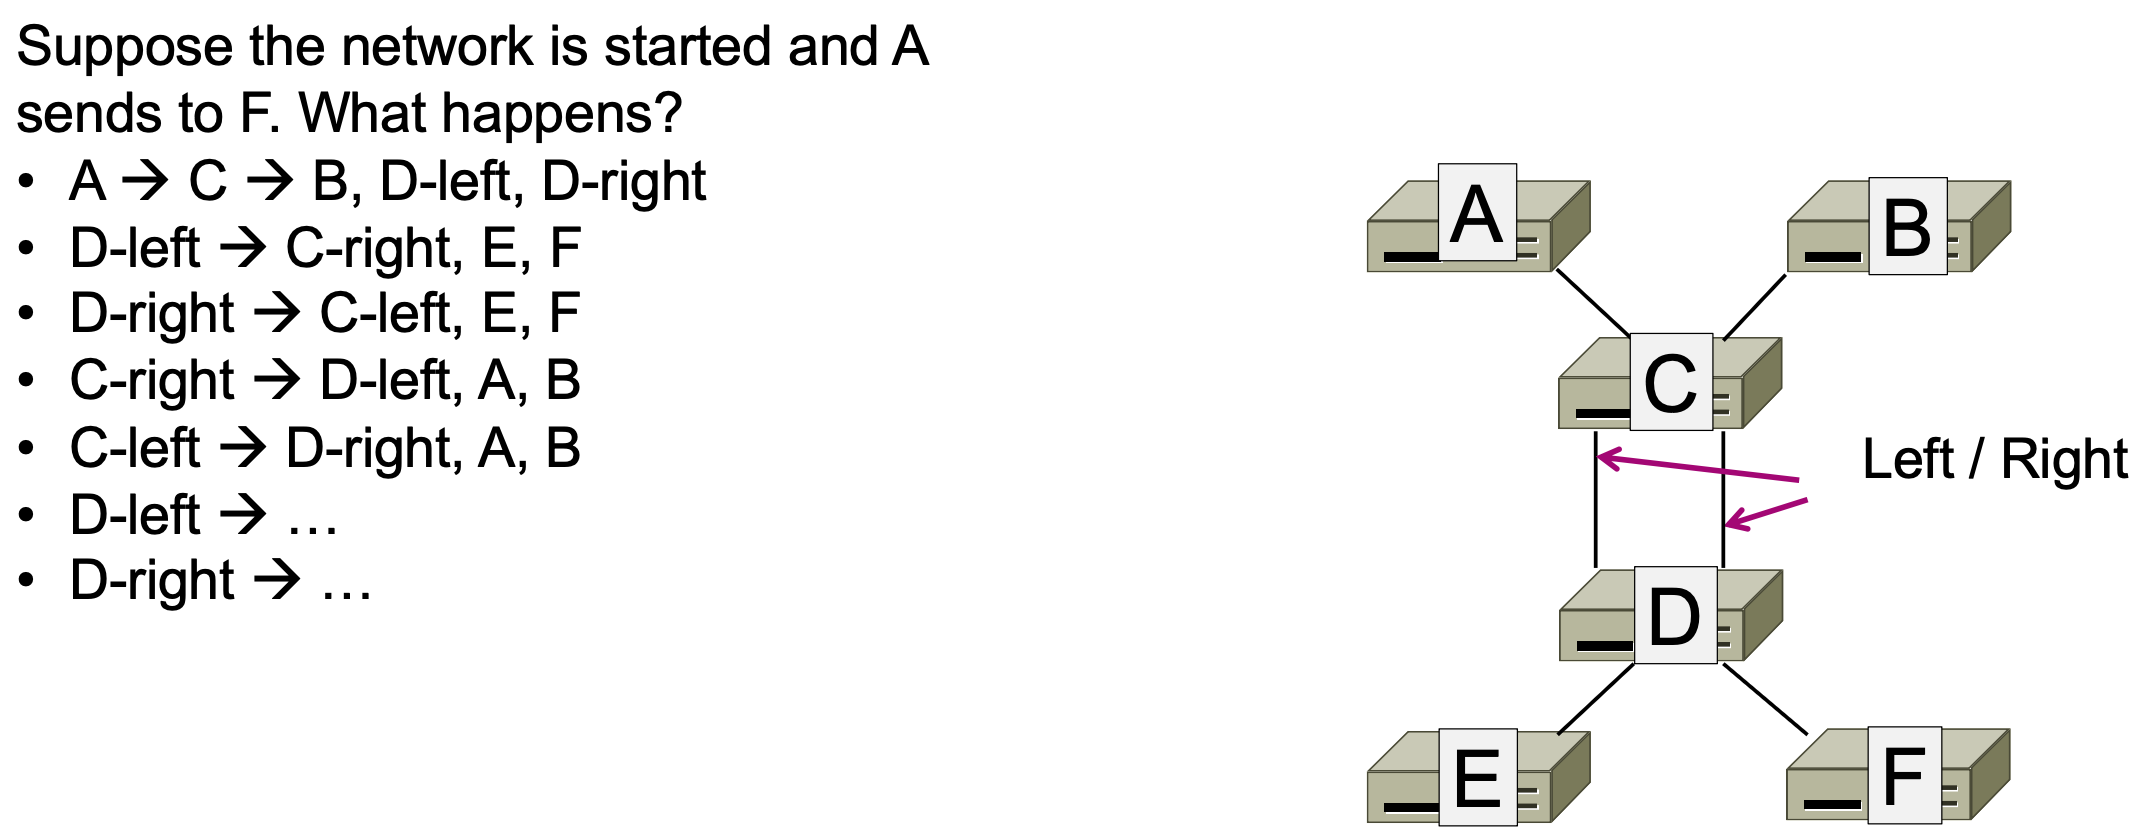 Suppose the network is started and A
sends to F. What happens?
• A → C → B, D-left, D-right
• D-left → C-right, E, F
• D-right → C-left, E, F
• C-right → D-left, A, B
• C-left → D-right, A, B
• D-left → …
• D-right → …
A
B
C
Left / Right
D
E
F